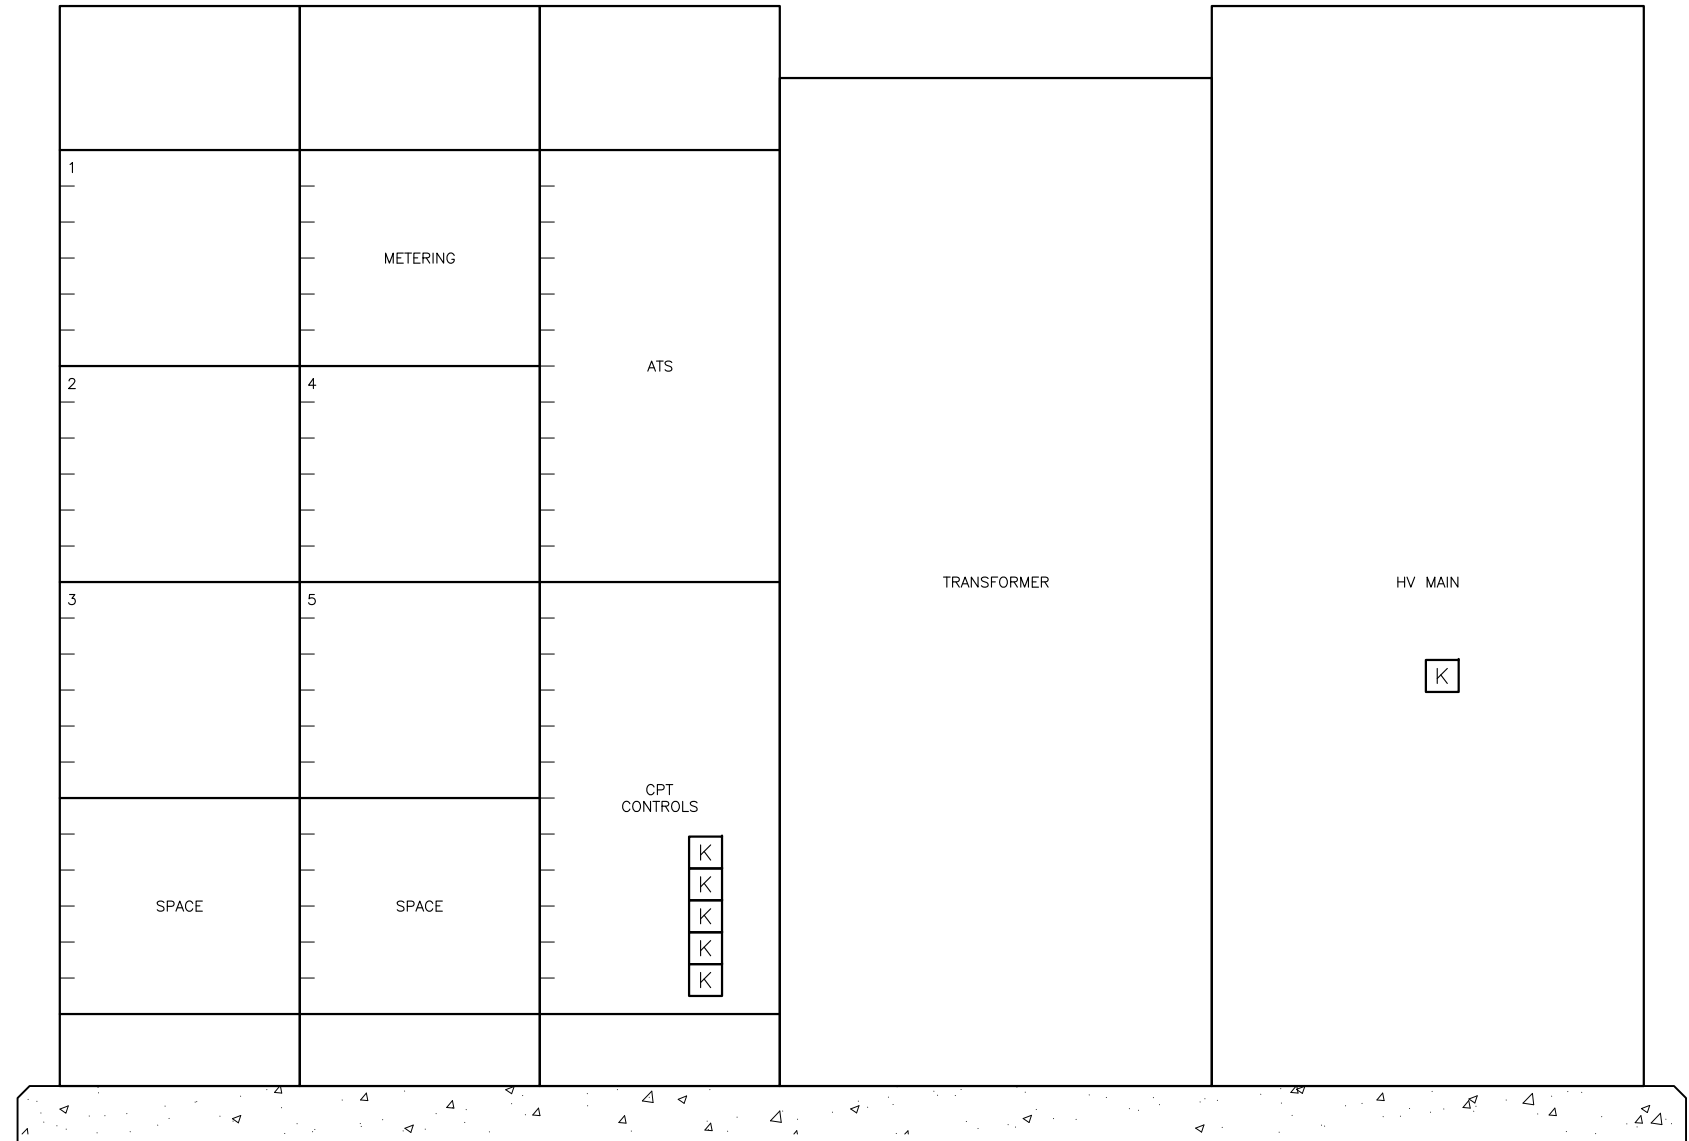 1
METERING
ATS
2
4
TRANSFORMER
HV MAIN
3
5
K
CPT
CONTROLS
K
K
K
K
K
SPACE
SPACE